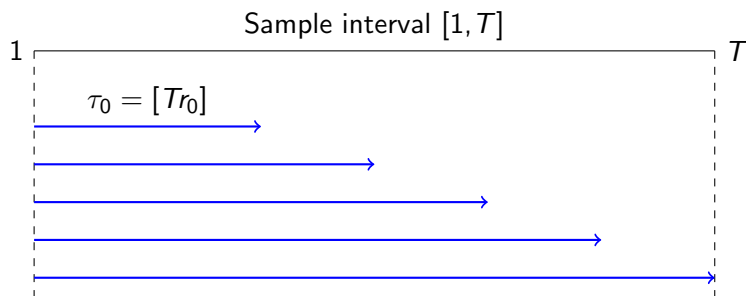 Sample interval [1, T]
1
T
τ₀ = [Tr₀]